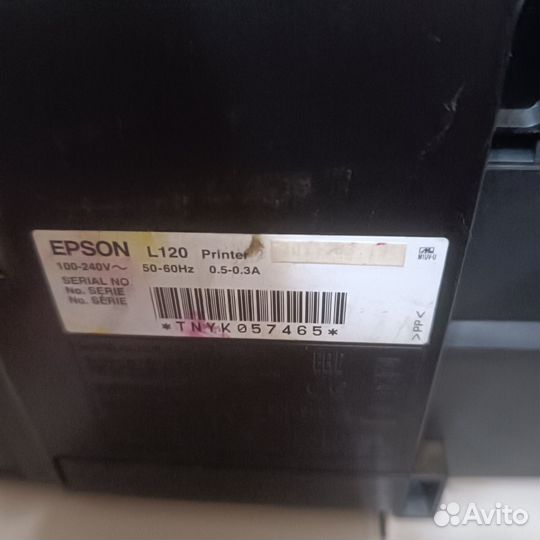 EPSON L120 Printer
100-240V~ 50-60Hz 0.5-0.3A
SERIAL NO
No. SERIE
No. SÉRIE
*TNYK057465*
>PP<
EAC
Avito